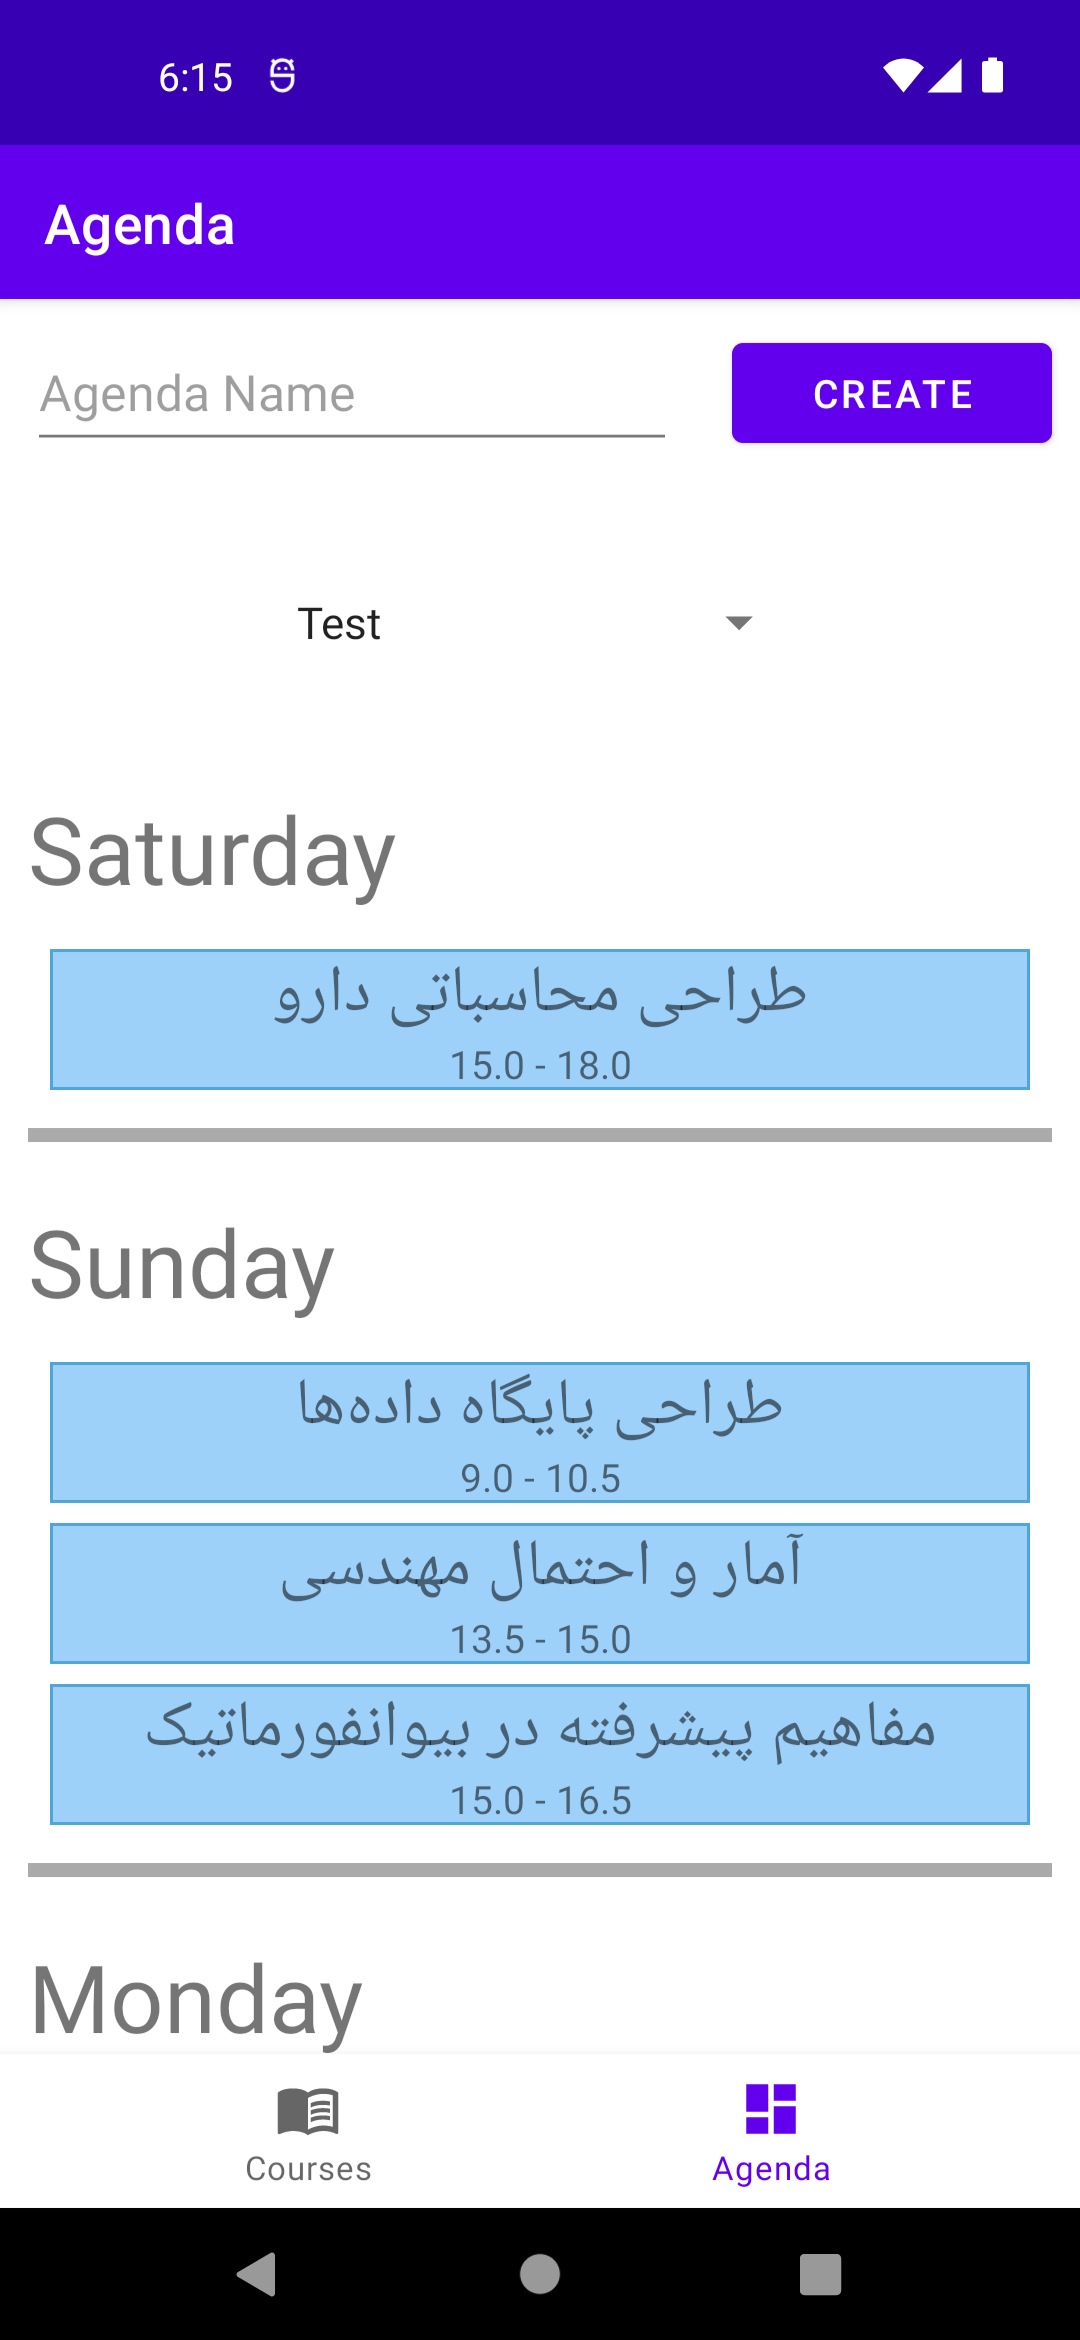 6:15
Agenda
Agenda Name
CREATE
Test
Saturday
طراحی محاسباتی دارو
15.0 - 18.0
Sunday
طراحی پایگاه داده‌ها
9.0 - 10.5
آمار و احتمال مهندسی
13.5 - 15.0
مفاهیم پیشرفته در بیوانفورماتیک
15.0 - 16.5
Monday
Courses
Agenda